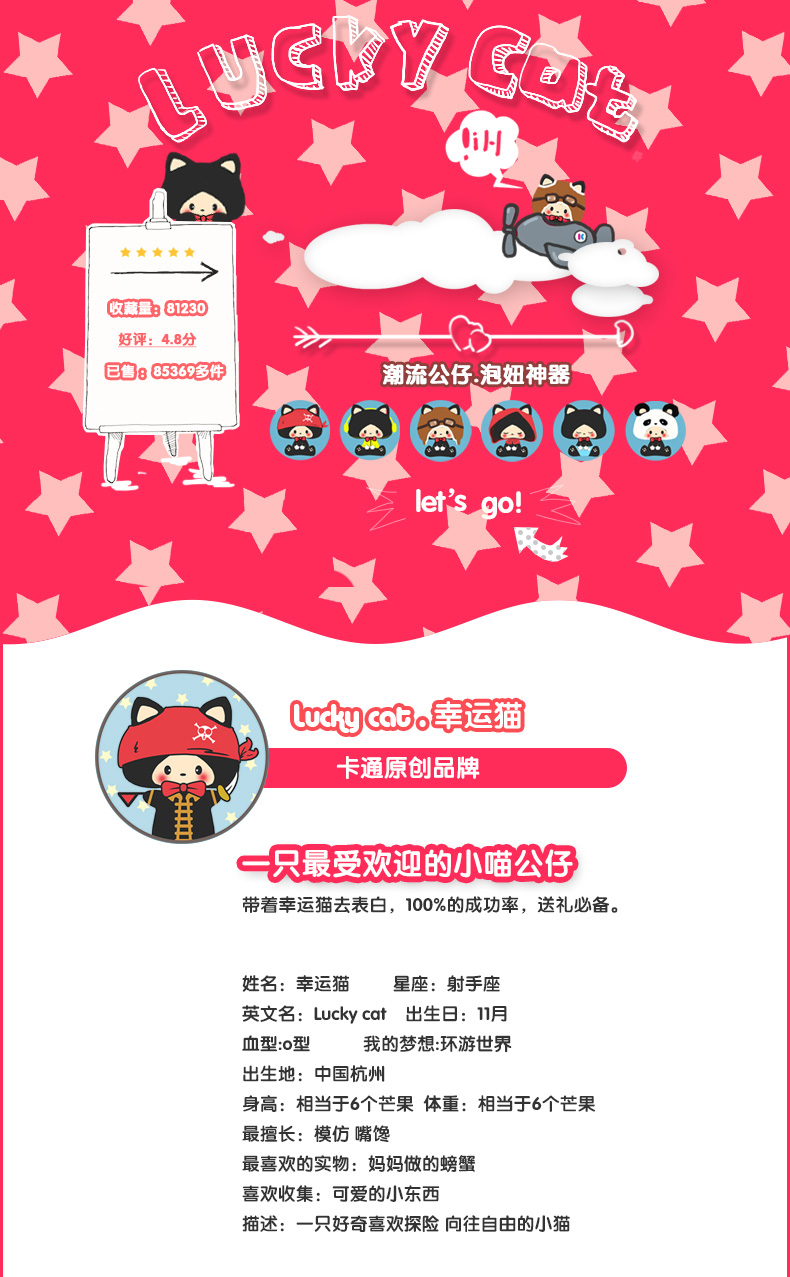 Lucky Cat
Hi!
收藏量：81230
好评：4.8分
已售：85369多件
K
潮流公仔.泡妞神器
let's go!
Lucky cat.幸运猫
卡通原创品牌
一只最受欢迎的小喵公仔
带着幸运猫去表白，100%的成功率，送礼必备。
姓名：幸运猫 星座：射手座
英文名：Lucky cat 出生日：11月
血型:o型 我的梦想:环游世界
出生地：中国杭州
身高：相当于6个芒果 体重：相当于6个芒果
最擅长：模仿 嘴馋
最喜欢的实物：妈妈做的螃蟹
喜欢收集：可爱的小东西
描述：一只好奇喜欢探险 向往自由的小猫